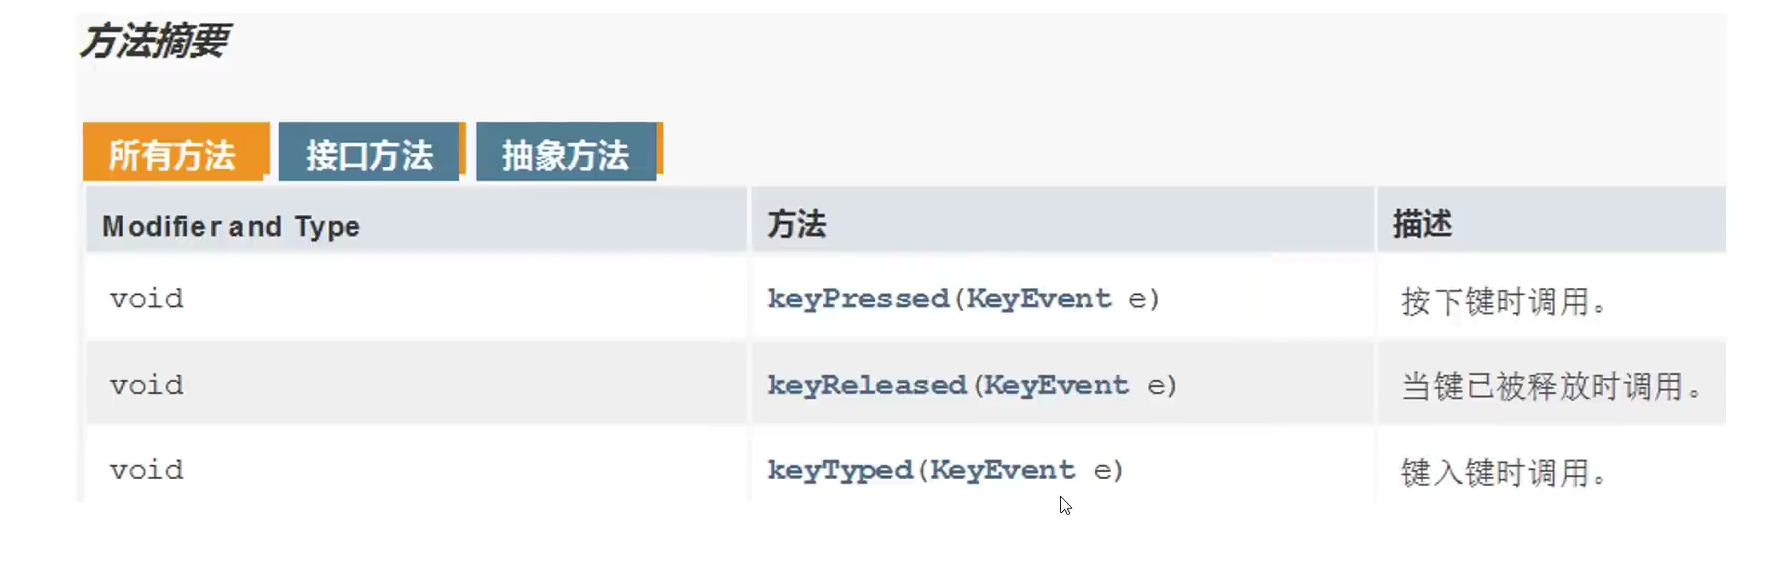 方法摘要
所有方法 接口方法 抽象方法
Modifier and Type 方法 描述
void keyPressed(KeyEvent e) 按下键时调用。
void keyReleased(KeyEvent e) 当键已被释放时调用。
void keyTyped(KeyEvent e) 键入键时调用。